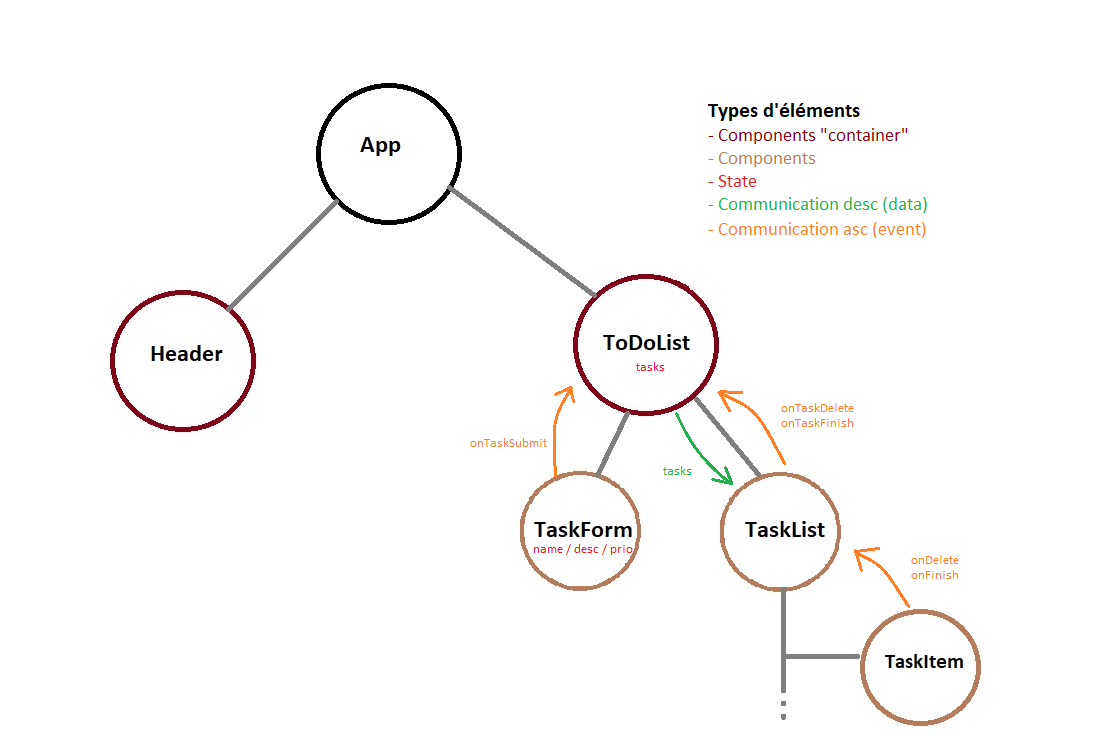 App
Types d'éléments
- Components "container"
- Components
- State
- Communication desc (data)
- Communication asc (event)
Header
ToDoList
tasks
onTaskDelete
onTaskFinish
onTaskSubmit
tasks
TaskForm
name / desc / prio
TaskList
onDelete
onFinish
TaskItem